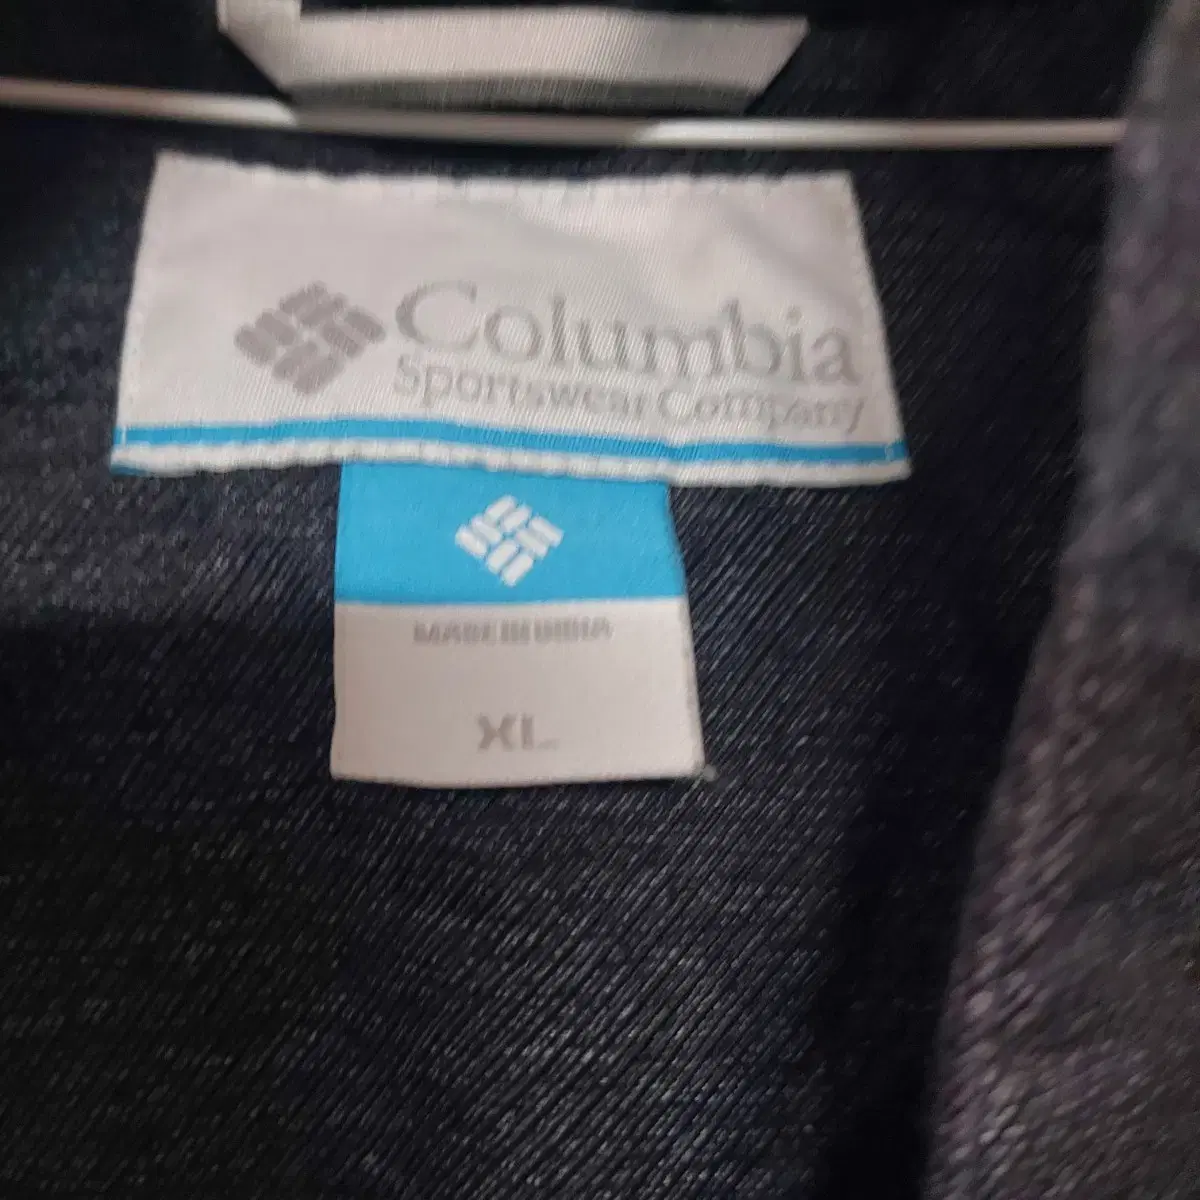 Columbia
Sportswear Company
MADE IN INDIA
XL